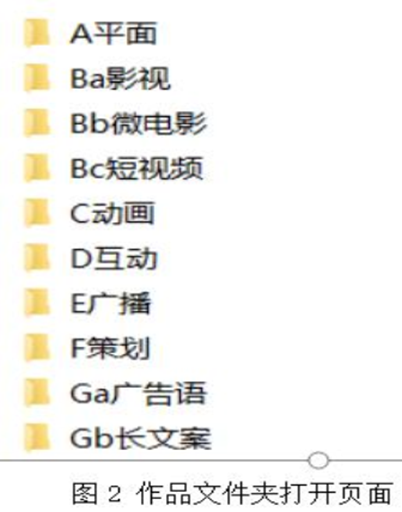 A平面
Ba影视
Bb微电影
Bc短视频
C动画
D互动
E广播
F策划
Ga广告语
Gb长文案
图2 作品文件夹打开页面